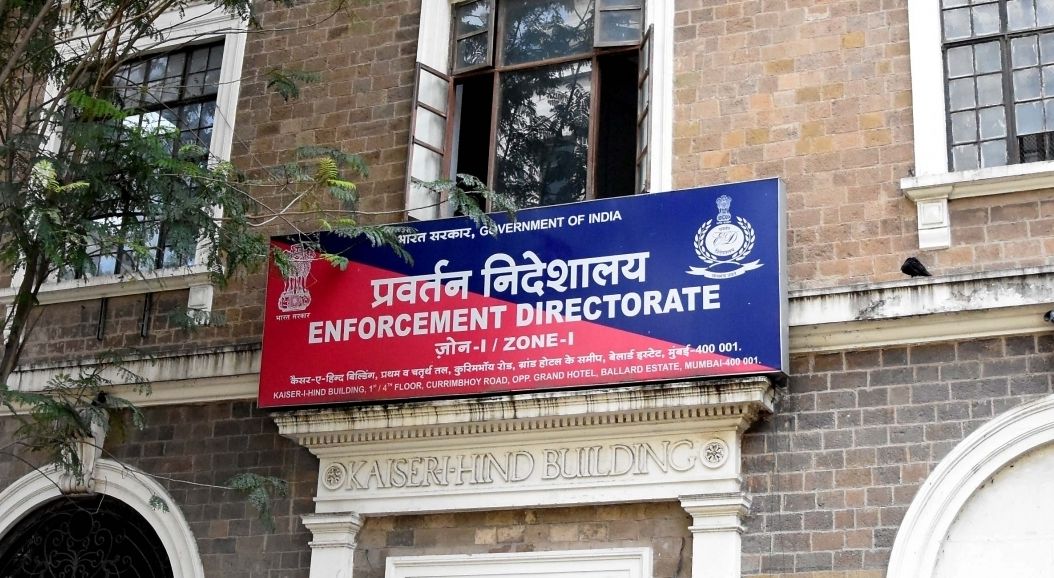 भारत सरकार, GOVERNMENT OF INDIA
भारत सरकार
प्रवर्तन निदेशालय
ENFORCEMENT DIRECTORATE
ज़ोन-I / ZONE-I
कैसर-ए-हिन्द बिल्डिंग, प्रथम व चतुर्थ तल, कुरिमभॉय रोड, ग्रांड होटल के समीप, बेलार्ड इस्टेट, मुंबई-400 001.
KAISER-I-HIND BUILDING, 1ST / 4TH FLOOR, CURRIMBHOY ROAD, OPP. GRAND HOTEL, BALLARD ESTATE, MUMBAI-400 001.
KAISER-I-HIND BUILDING